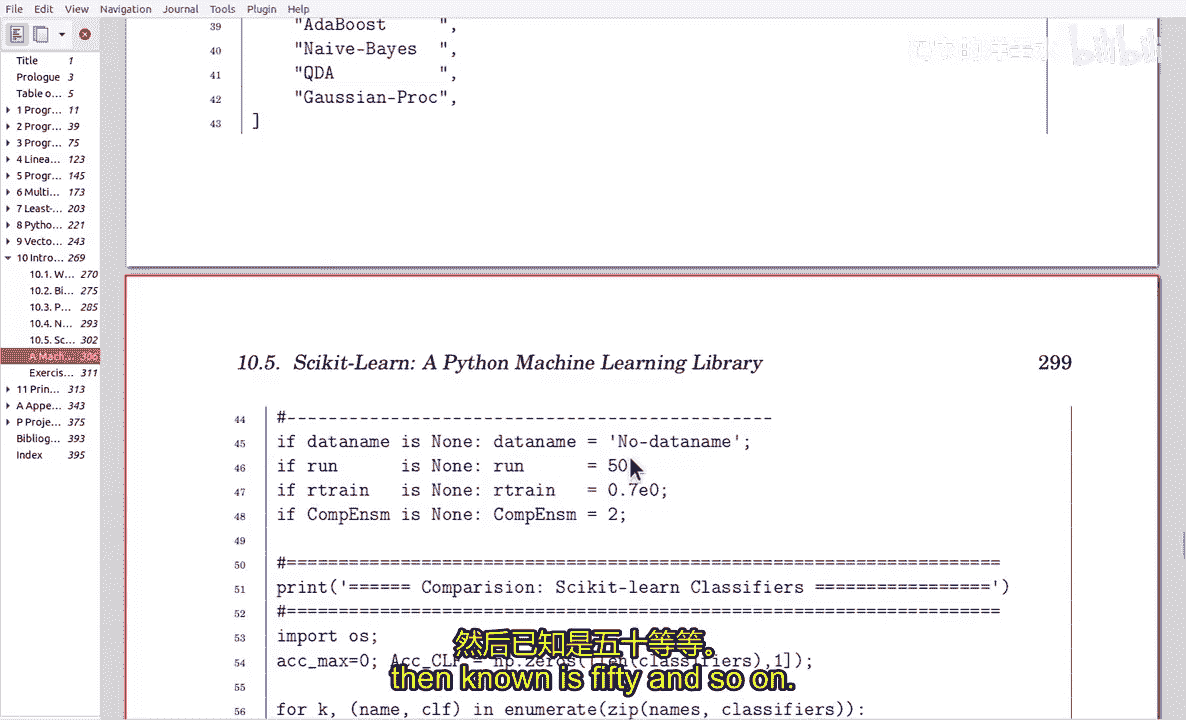 File Edit View Navigation Journal Tools Plugin Help
Title 1
Prologue 3
Table o... 5
1 Progr... 11
2 Progr... 39
3 Progr... 75
4 Linea... 123
5 Progr... 145
6 Multi... 173
7 Least-... 203
8 Pytho... 221
9 Vecto... 243
10 Intro... 269
10.1. W... 270
10.2. Bi... 275
10.3. P... 285
10.4. N... 293
10.5. Sc... 302
A Mach... 306
Exercis... 311
11 Prin... 313
A Appe... 343
P Proje... 375
Bibliog... 393
Index 395
39 "AdaBoost ",
40 "Naive-Bayes ",
41 "QDA ",
42 "Gaussian-Proc",
43 ]
10.5. Scikit-Learn: A Python Machine Learning Library 299
44 #-----------------------------------------------
45 if dataname is None: dataname = 'No-dataname';
46 if run is None: run = 50
47 if rtrain is None: rtrain = 0.7e0;
48 if CompEnsm is None: CompEnsm = 2;
49
50 #=====================================================================
51 print('====== Comparision: Scikit-learn Classifiers =================')
52 #=====================================================================
53 import os;
54 acc_max=0; Acc_CLF = np.zeros([len(classifiers),1]);
55
56 for k, (name, clf) in enumerate(zip(names, classifiers)):
然后已知是五十等等。
then known is fifty and so on.
bilibili